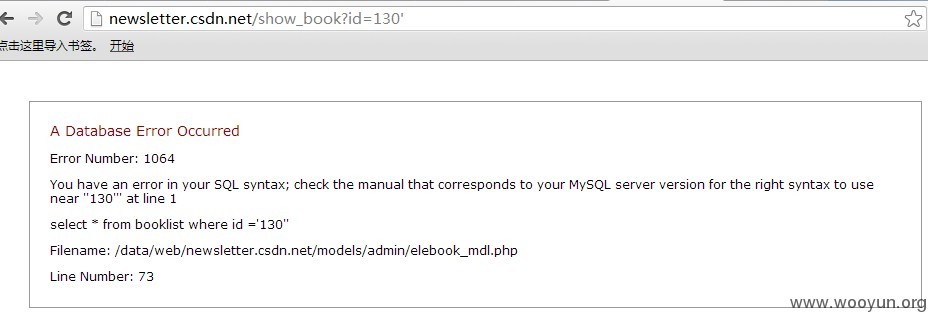 newsletter.csdn.net/show_book?id=130'
点击这里导入书签。 开始
A Database Error Occurred
Error Number: 1064
You have an error in your SQL syntax; check the manual that corresponds to your MySQL server version for the right syntax to use
near ''130''' at line 1
select * from booklist where id ='130''
Filename: /data/web/newsletter.csdn.net/models/admin/elebook_mdl.php
Line Number: 73
www.wooyun.org